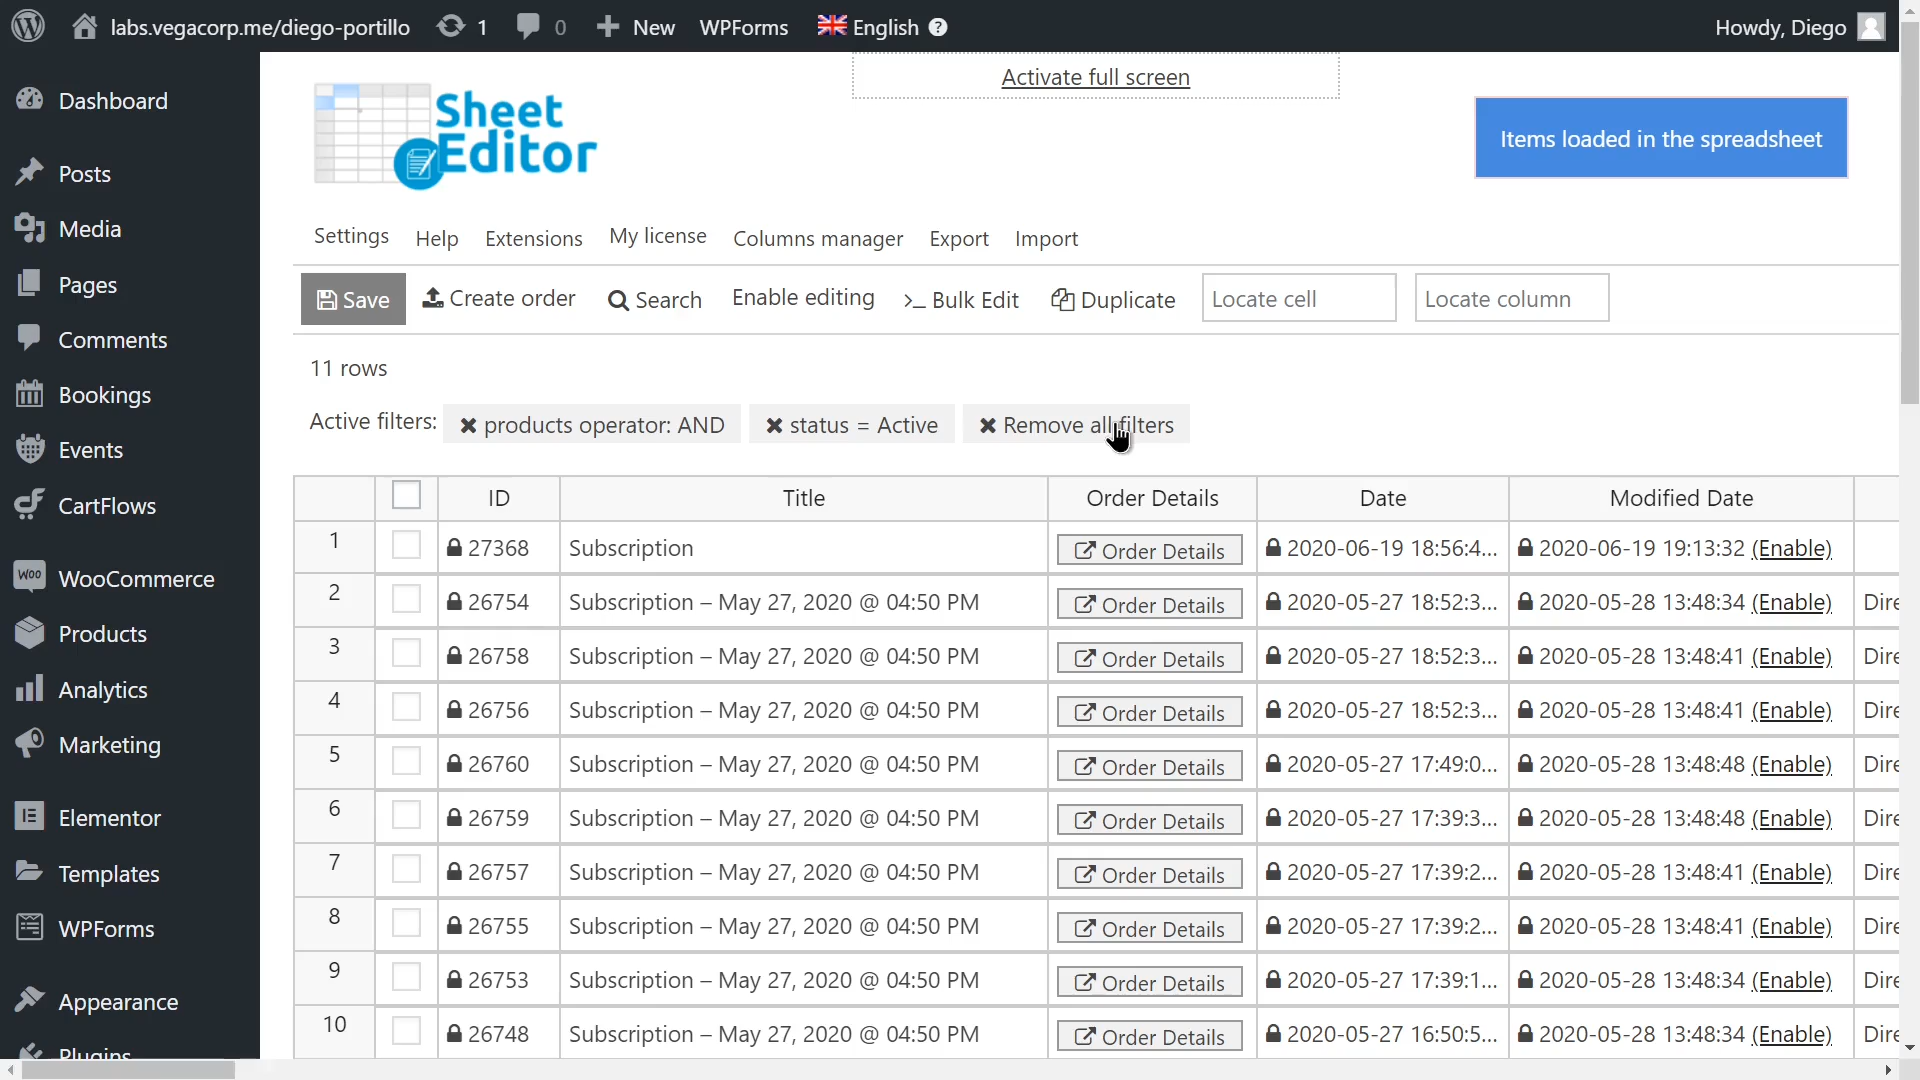 labs.vegacorp.me/diego-portillo 1 0 New WPForms English ? Howdy, Diego
Dashboard
Posts
Media
Pages
Comments
Bookings
Events
CartFlows
WooCommerce
Products
Analytics
Marketing
Elementor
Templates
WPForms
Appearance
Plugins
Activate full screen
Sheet
Editor
Items loaded in the spreadsheet
Settings Help Extensions My license Columns manager Export Import
Save Create order Search Enable editing >_ Bulk Edit Duplicate Locate cell Locate column
11 rows
Active filters: ✖ products operator: AND ✖ status = Active ✖ Remove all filters
ID Title Order Details Date Modified Date
1 27368 Subscription Order Details 2020-06-19 18:56:4... 2020-06-19 19:13:32 (Enable)
2 26754 Subscription – May 27, 2020 @ 04:50 PM Order Details 2020-05-27 18:52:3... 2020-05-28 13:48:34 (Enable) Dire
3 26758 Subscription – May 27, 2020 @ 04:50 PM Order Details 2020-05-27 18:52:3... 2020-05-28 13:48:41 (Enable) Dire
4 26756 Subscription – May 27, 2020 @ 04:50 PM Order Details 2020-05-27 18:52:3... 2020-05-28 13:48:41 (Enable) Dire
5 26760 Subscription – May 27, 2020 @ 04:50 PM Order Details 2020-05-27 17:49:0... 2020-05-28 13:48:48 (Enable) Dire
6 26759 Subscription – May 27, 2020 @ 04:50 PM Order Details 2020-05-27 17:39:3... 2020-05-28 13:48:48 (Enable) Dire
7 26757 Subscription – May 27, 2020 @ 04:50 PM Order Details 2020-05-27 17:39:2... 2020-05-28 13:48:41 (Enable) Dire
8 26755 Subscription – May 27, 2020 @ 04:50 PM Order Details 2020-05-27 17:39:2... 2020-05-28 13:48:41 (Enable) Dire
9 26753 Subscription – May 27, 2020 @ 04:50 PM Order Details 2020-05-27 17:39:1... 2020-05-28 13:48:34 (Enable) Dire
10 26748 Subscription – May 27, 2020 @ 04:50 PM Order Details 2020-05-27 16:50:5... 2020-05-28 13:48:34 (Enable) Dire